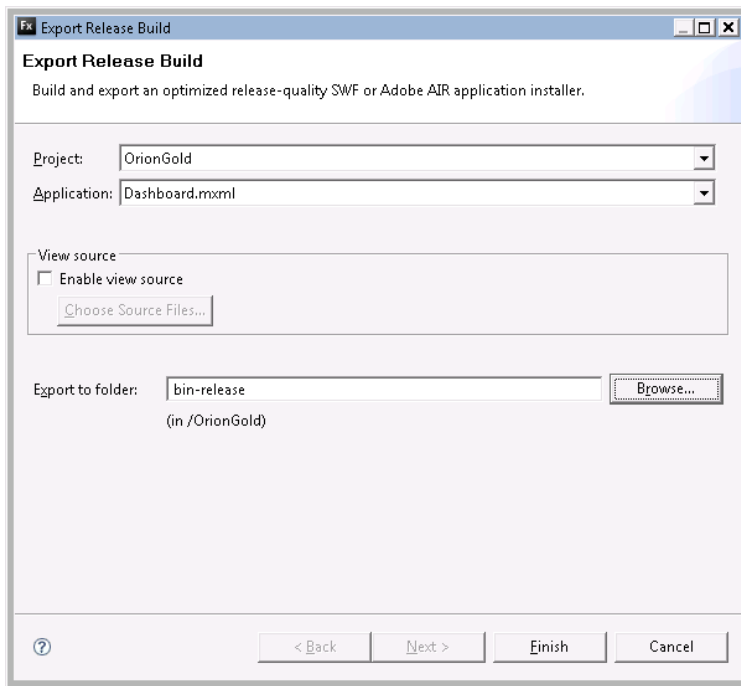 Fx Export Release Build
Export Release Build
Build and export an optimized release-quality SWF or Adobe AIR application installer.
Project: OrionGold
Application: Dashboard.mxml
View source
Enable view source
Choose Source Files...
Export to folder: bin-release Browse...
(in /OrionGold)
? < Back Next > Finish Cancel